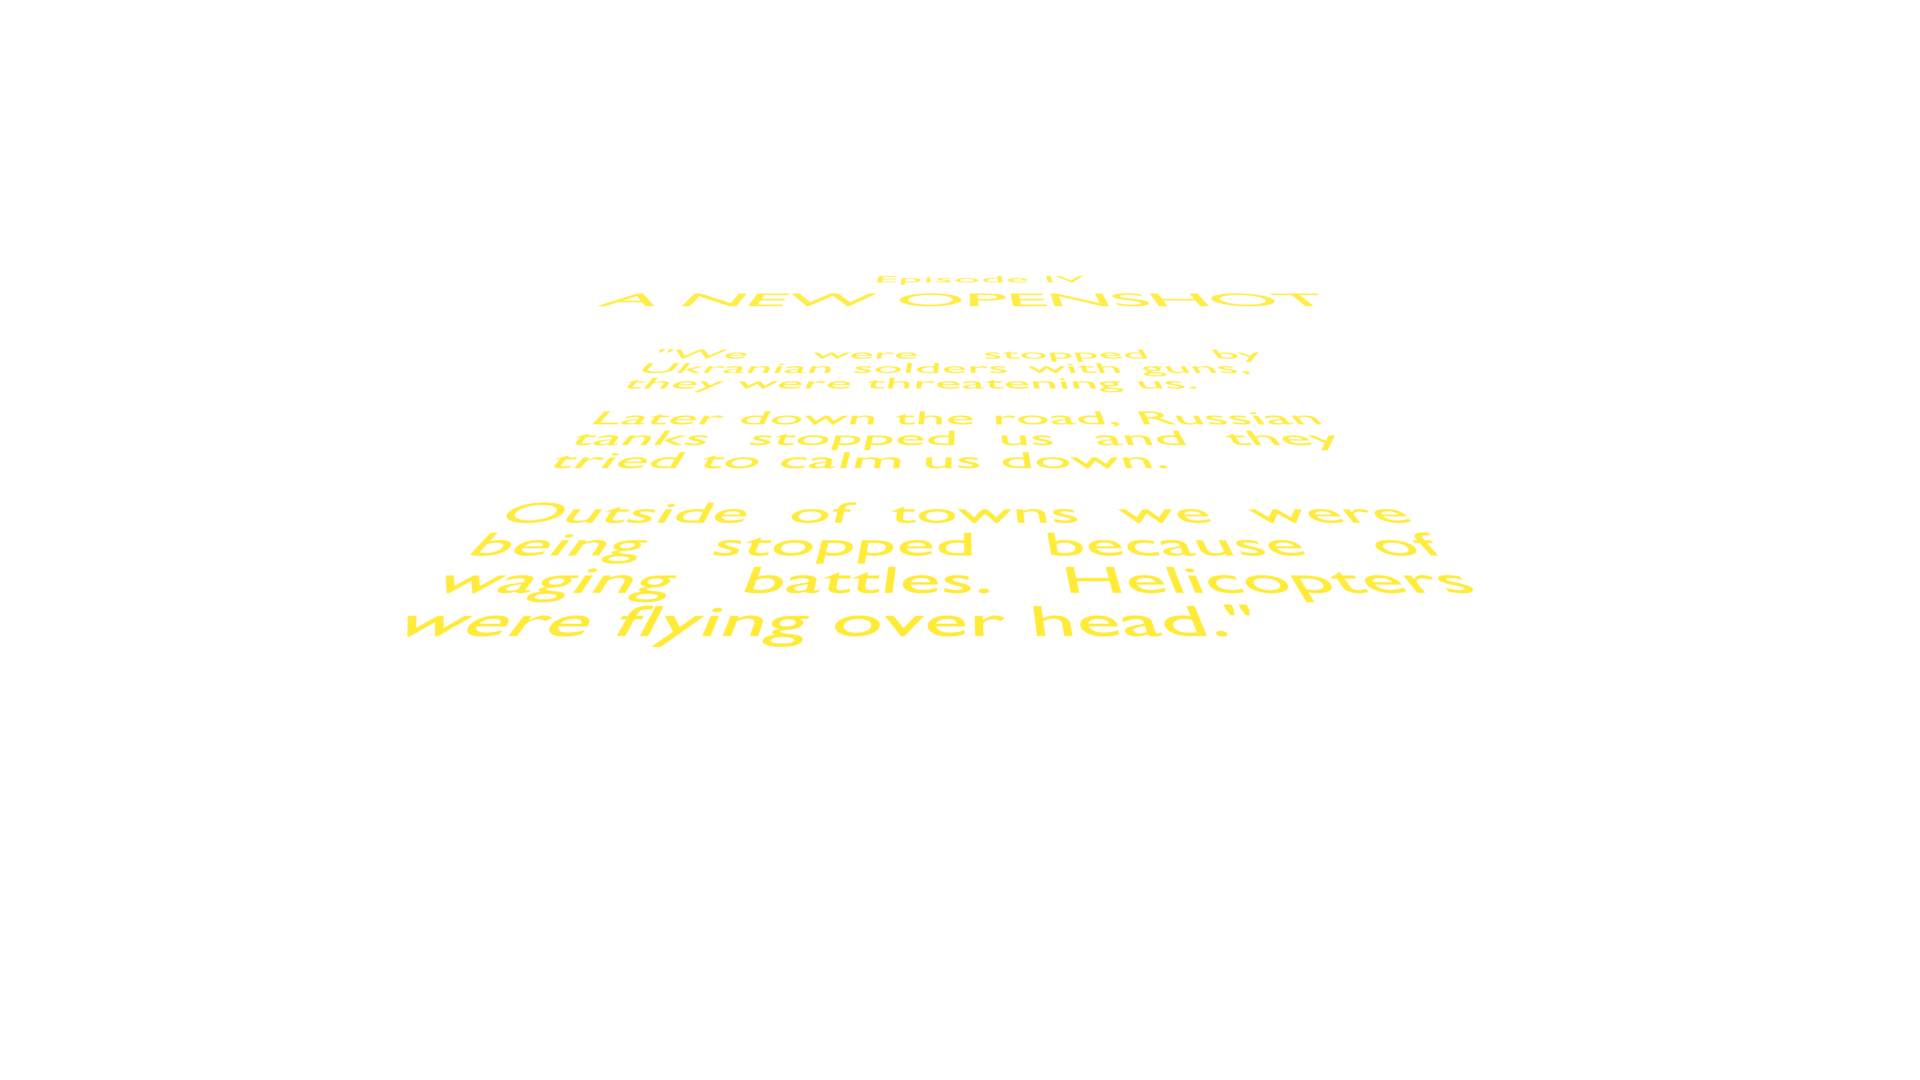 Episode IV
A NEW OPENSHOT
"We were stopped by
Ukranian solders with guns,
they were threatening us.
Later down the road, Russian
tanks stopped us and they
tried to calm us down.
Outside of towns we were
being stopped because of
waging battles. Helicopters
were flying over head."